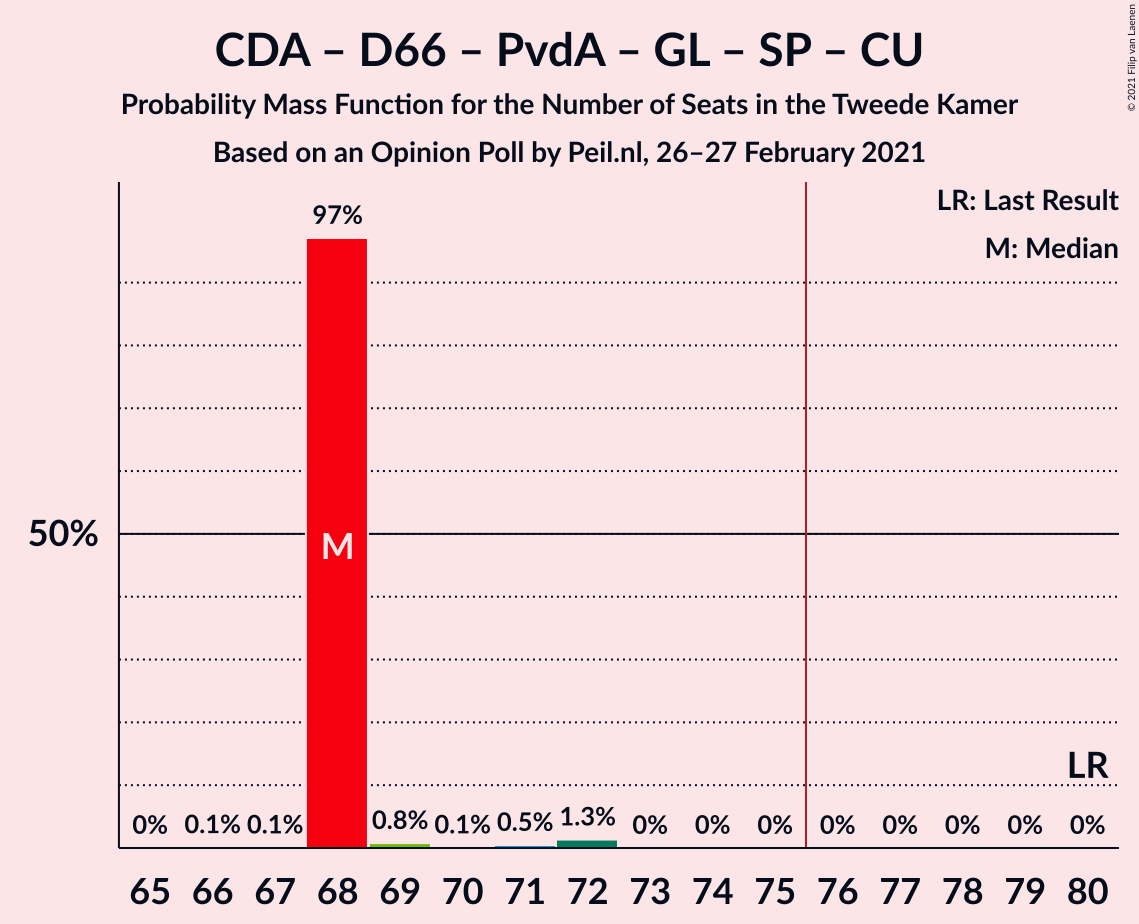 CDA – D66 – PvdA – GL – SP – CU
Probability Mass Function for the Number of Seats in the Tweede Kamer
Based on an Opinion Poll by Peil.nl, 26–27 February 2021
© 2021 Filip van Laenen
LR: Last Result
M: Median
97%
50%
M
LR
0% 0.1% 0.1% 0.8% 0.1% 0.5% 1.3% 0% 0% 0% 0% 0% 0% 0% 0%
65 66 67 68 69 70 71 72 73 74 75 76 77 78 79 80